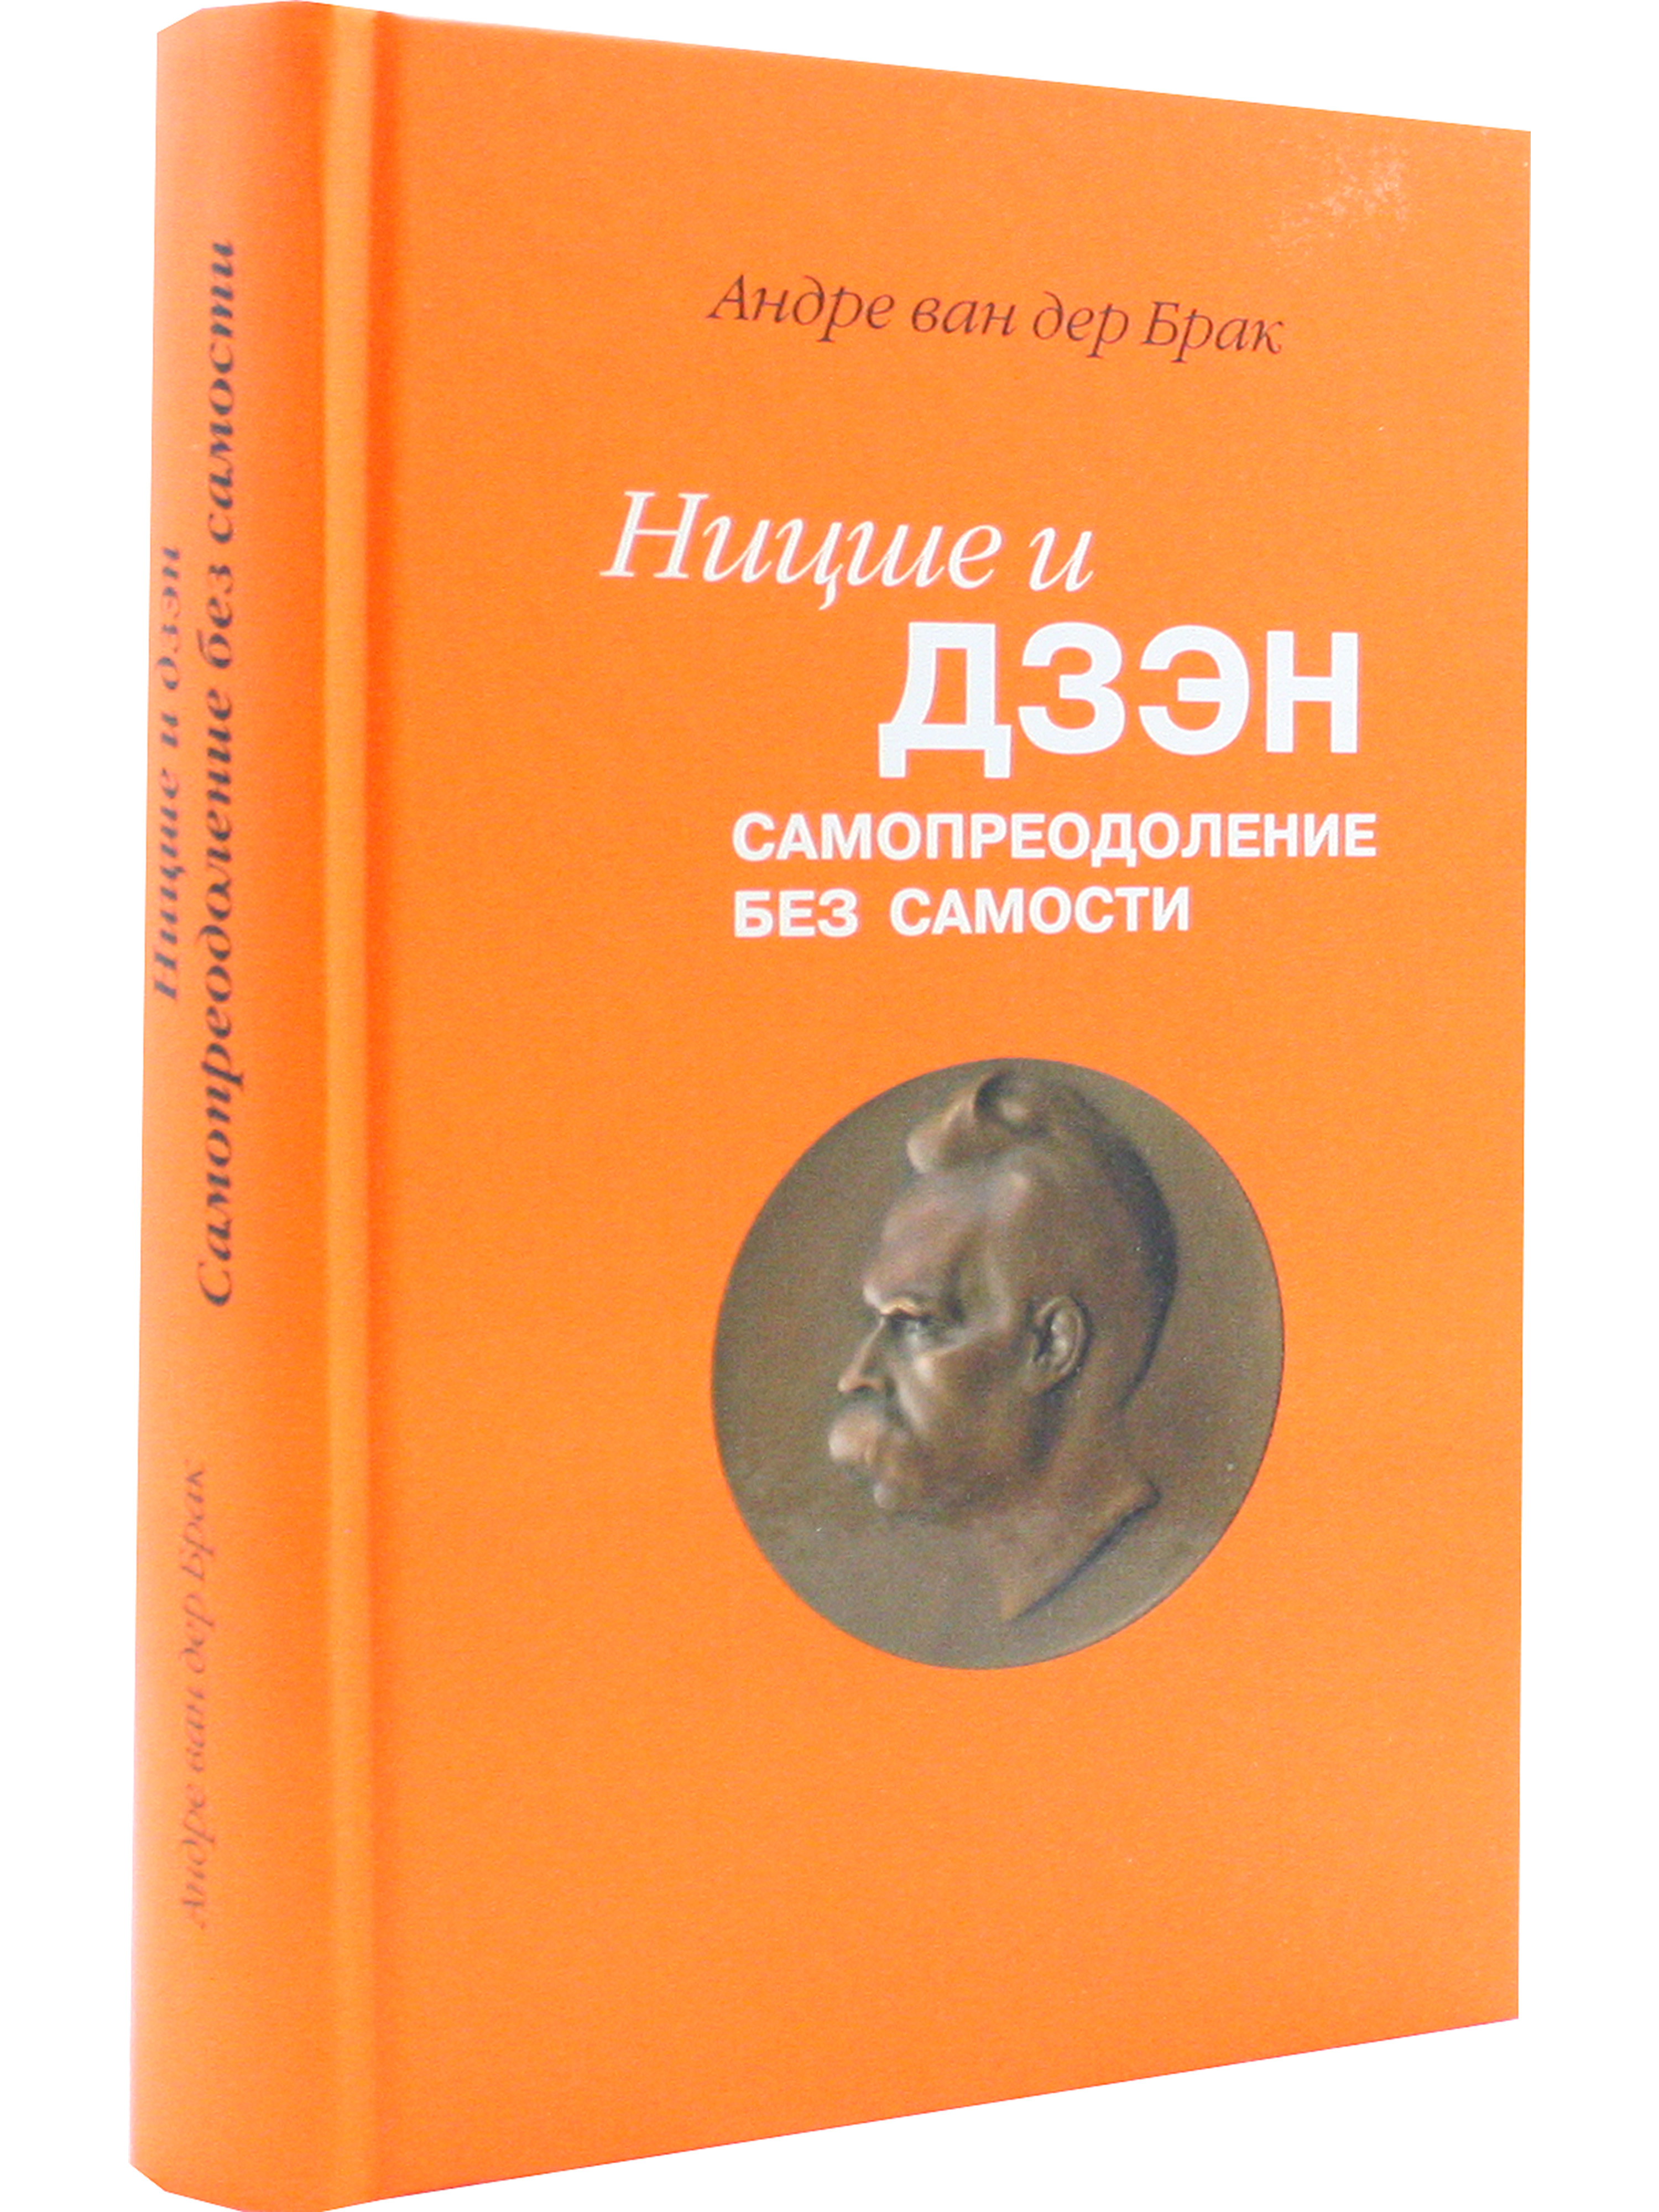 Андре ван дер Брак
Ницше и
ДЗЭН
САМОПРЕОДОЛЕНИЕ
БЕЗ САМОСТИ
Ницше и дзэн
Самопреодоление без самости
Андре ван дер Брак